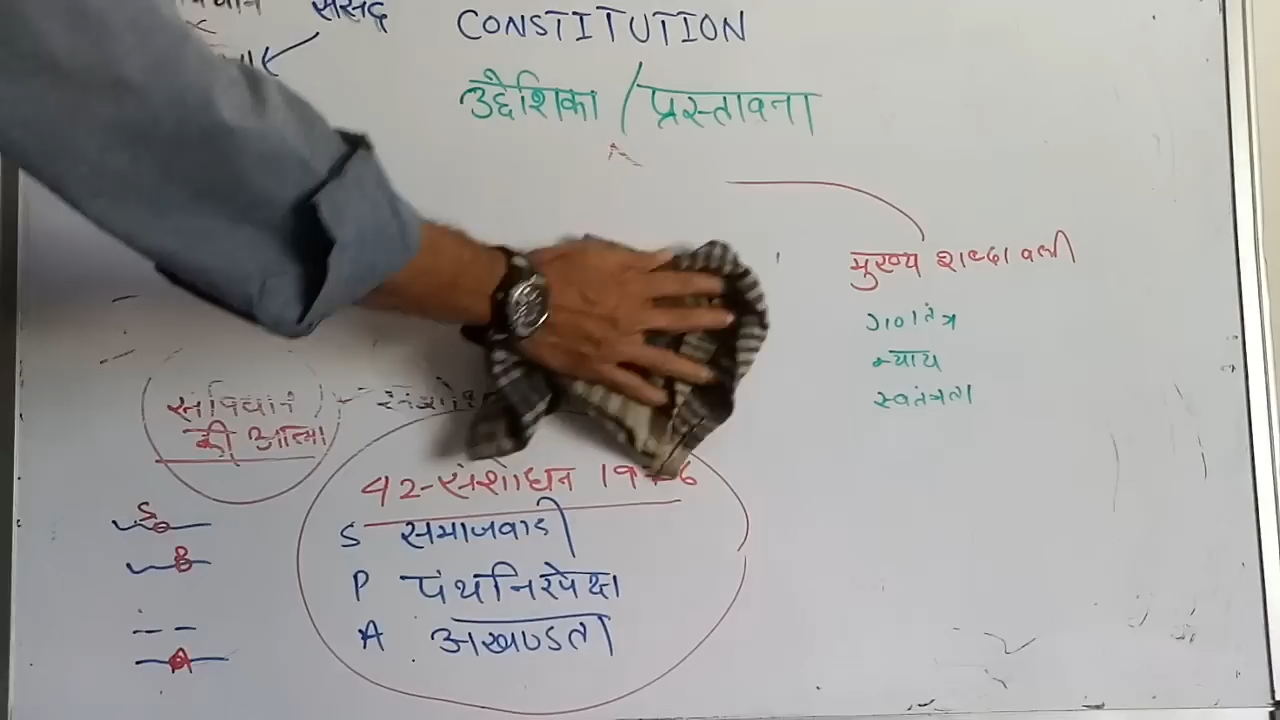 संसद
CONSTITUTION
उद्देशिका / प्रस्तावना
मुख्य शब्दावली
गणतंत्र
न्याय
स्वतंत्रता
संविधान
की आत्मा
42-संशोधन 1976
S समाजवादी
P पंथनिरपेक्ष
A अखण्डता
S
P
A